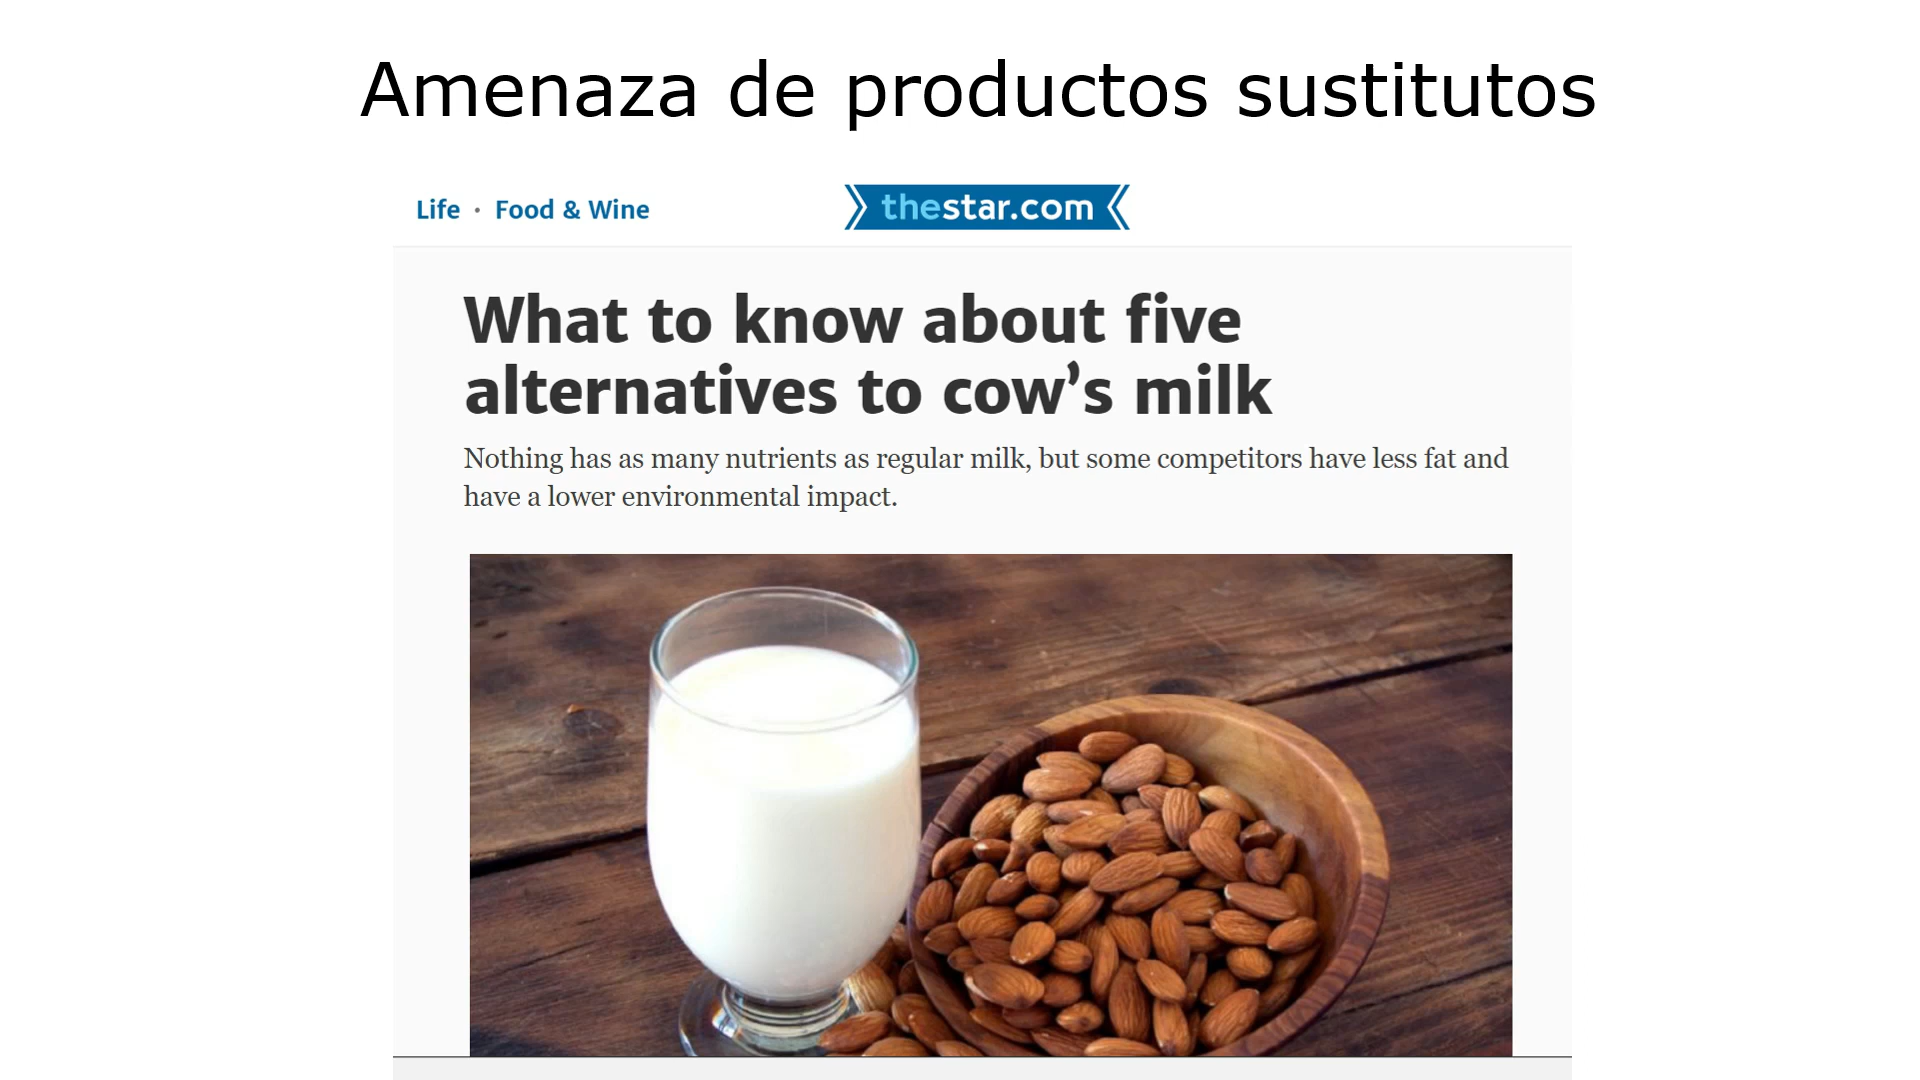 Amenaza de productos sustitutos
Life • Food & Wine
thestar.com
What to know about five
alternatives to cow’s milk
Nothing has as many nutrients as regular milk, but some competitors have less fat and
have a lower environmental impact.